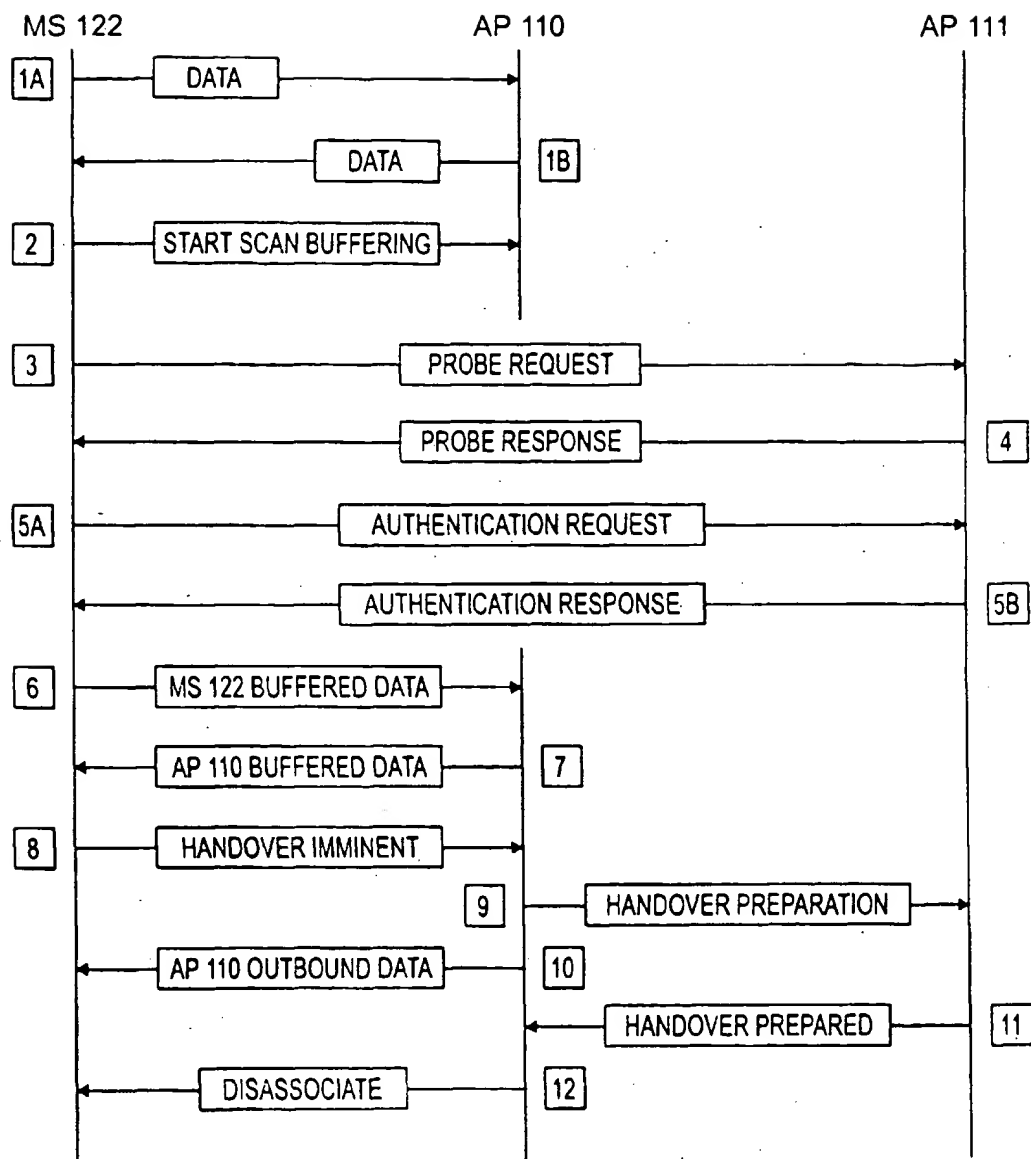 MS 122 AP 110 AP 111
1A DATA
DATA 1B
2 START SCAN BUFFERING
3 PROBE REQUEST
PROBE RESPONSE 4
5A AUTHENTICATION REQUEST
AUTHENTICATION RESPONSE 5B
6 MS 122 BUFFERED DATA
AP 110 BUFFERED DATA 7
8 HANDOVER IMMINENT
9 HANDOVER PREPARATION
AP 110 OUTBOUND DATA 10
HANDOVER PREPARED 11
DISASSOCIATE 12